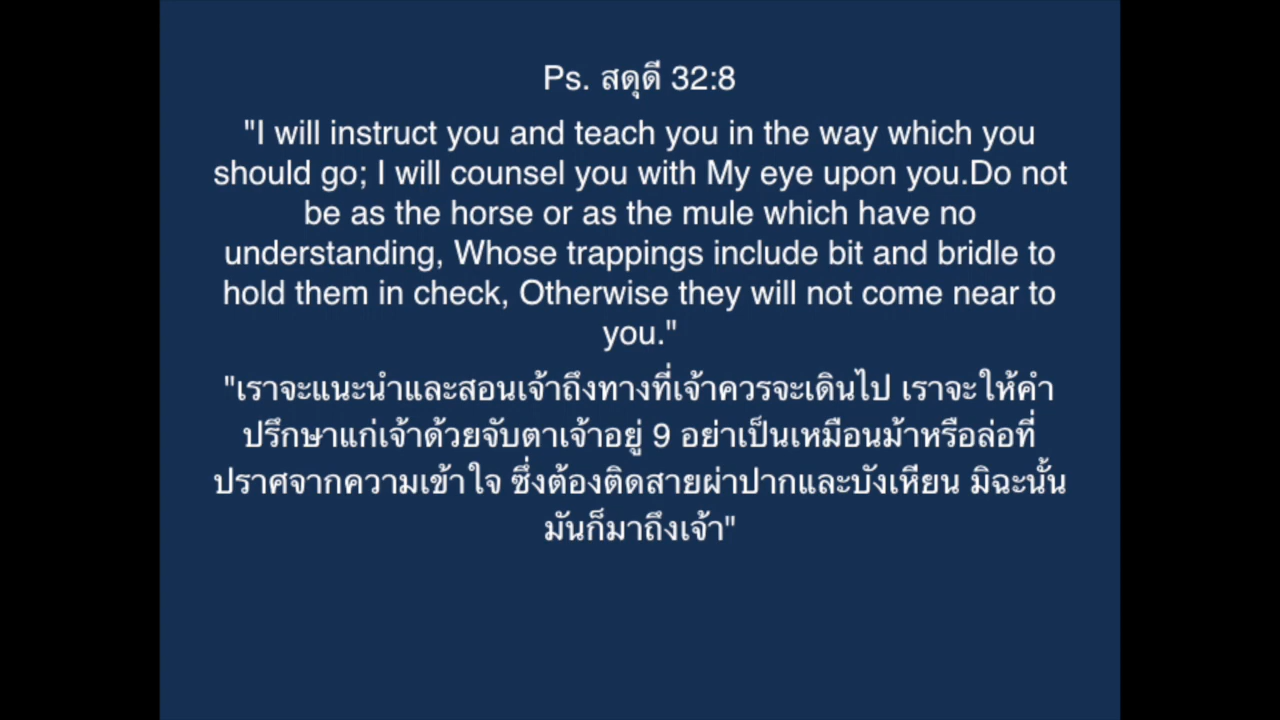 Ps. สดุดี 32:8
"I will instruct you and teach you in the way which you
should go; I will counsel you with My eye upon you.Do not
be as the horse or as the mule which have no
understanding, Whose trappings include bit and bridle to
hold them in check, Otherwise they will not come near to
you."
"เราจะแนะนำและสอนเจ้าถึงทางที่เจ้าควรจะเดินไป เราจะให้คำ
ปรึกษาแก่เจ้าด้วยจับตาเจ้าอยู่ 9 อย่าเป็นเหมือนม้าหรือล่อที่
ปราศจากความเข้าใจ ซึ่งต้องติดสายผ่าปากและบังเหียน มิฉะนั้น
มันก็มาถึงเจ้า"